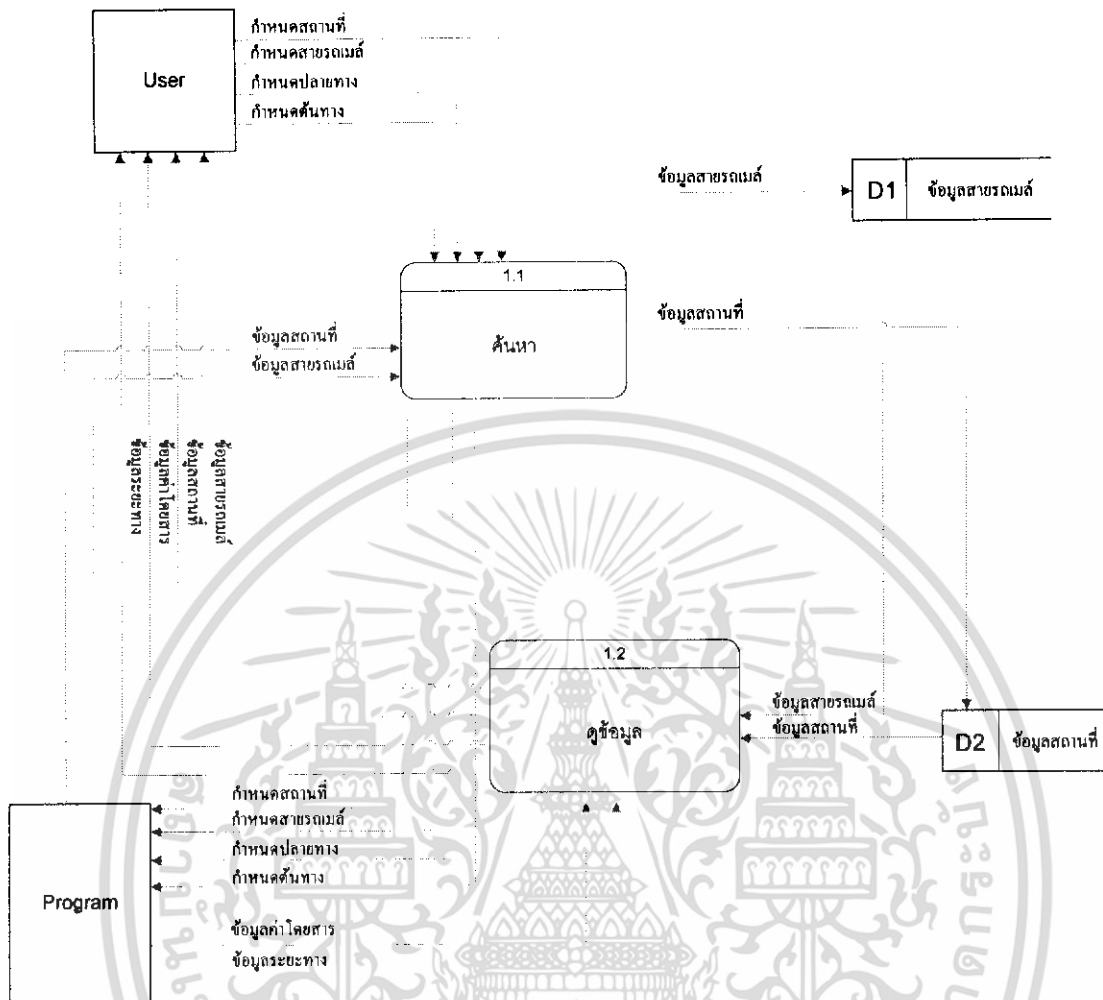 กำหนดสถานที่
กำหนดสายรถเมล์
กำหนดปลายทาง
กำหนดต้นทาง
User
ข้อมูลสายรถเมล์
D1
ข้อมูลสายรถเมล์
1.1
ค้นหา
ข้อมูลสถานที่
ข้อมูลสถานที่
ข้อมูลสายรถเมล์
ข้อมูลสายรถเมล์
ข้อมูลสถานที่
ข้อมูลค่าโดยสาร
ข้อมูลระยะทาง
1.2
ดูข้อมูล
ข้อมูลสายรถเมล์
ข้อมูลสถานที่
D2
ข้อมูลสถานที่
กำหนดสถานที่
กำหนดสายรถเมล์
กำหนดปลายทาง
กำหนดต้นทาง
Program
ข้อมูลค่าโดยสาร
ข้อมูลระยะทาง